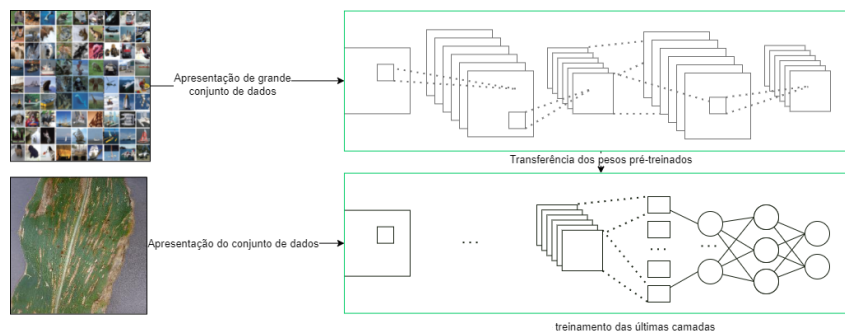 Apresentação de grande
conjunto de dados
Transferência dos pesos pré-treinados
Apresentação do conjunto de dados
treinamento das últimas camadas